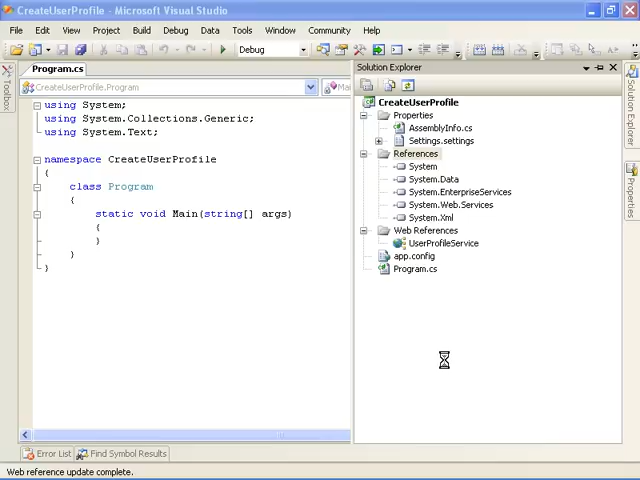 CreateUserProfile - Microsoft Visual Studio
File Edit View Project Build Debug Data Tools Window Community Help
Debug
Program.cs
Solution Explorer
CreateUserProfile.Program
Mai
Toolbox
using System;
using System.Collections.Generic;
using System.Text;
namespace CreateUserProfile
{
class Program
{
static void Main(string[] args)
{
}
}
}
CreateUserProfile
Properties
AssemblyInfo.cs
Settings.settings
References
System
System.Data
System.EnterpriseServices
System.Web.Services
System.Xml
Web References
UserProfileService
app.config
Program.cs
Solution Explorer
Properties
Error List Find Symbol Results
Web reference update complete.